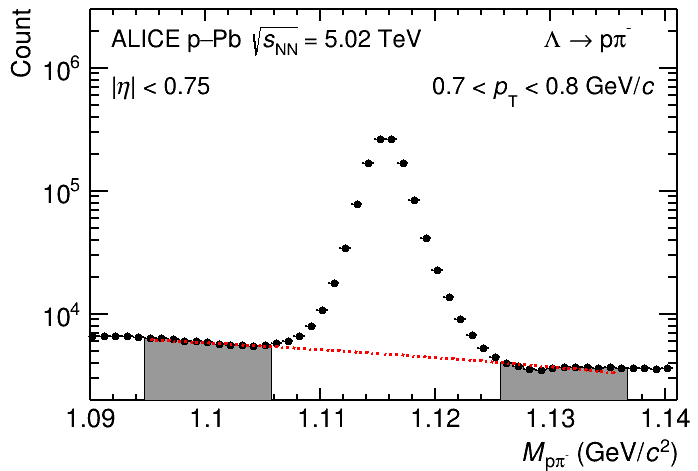 Count
ALICE p–Pb √s_NN = 5.02 TeV
Λ → pπ⁻
|η| < 0.75
0.7 < p_T < 0.8 GeV/c
10⁶
10⁵
10⁴
1.09 1.1 1.11 1.12 1.13 1.14
M_pπ⁻ (GeV/c²)